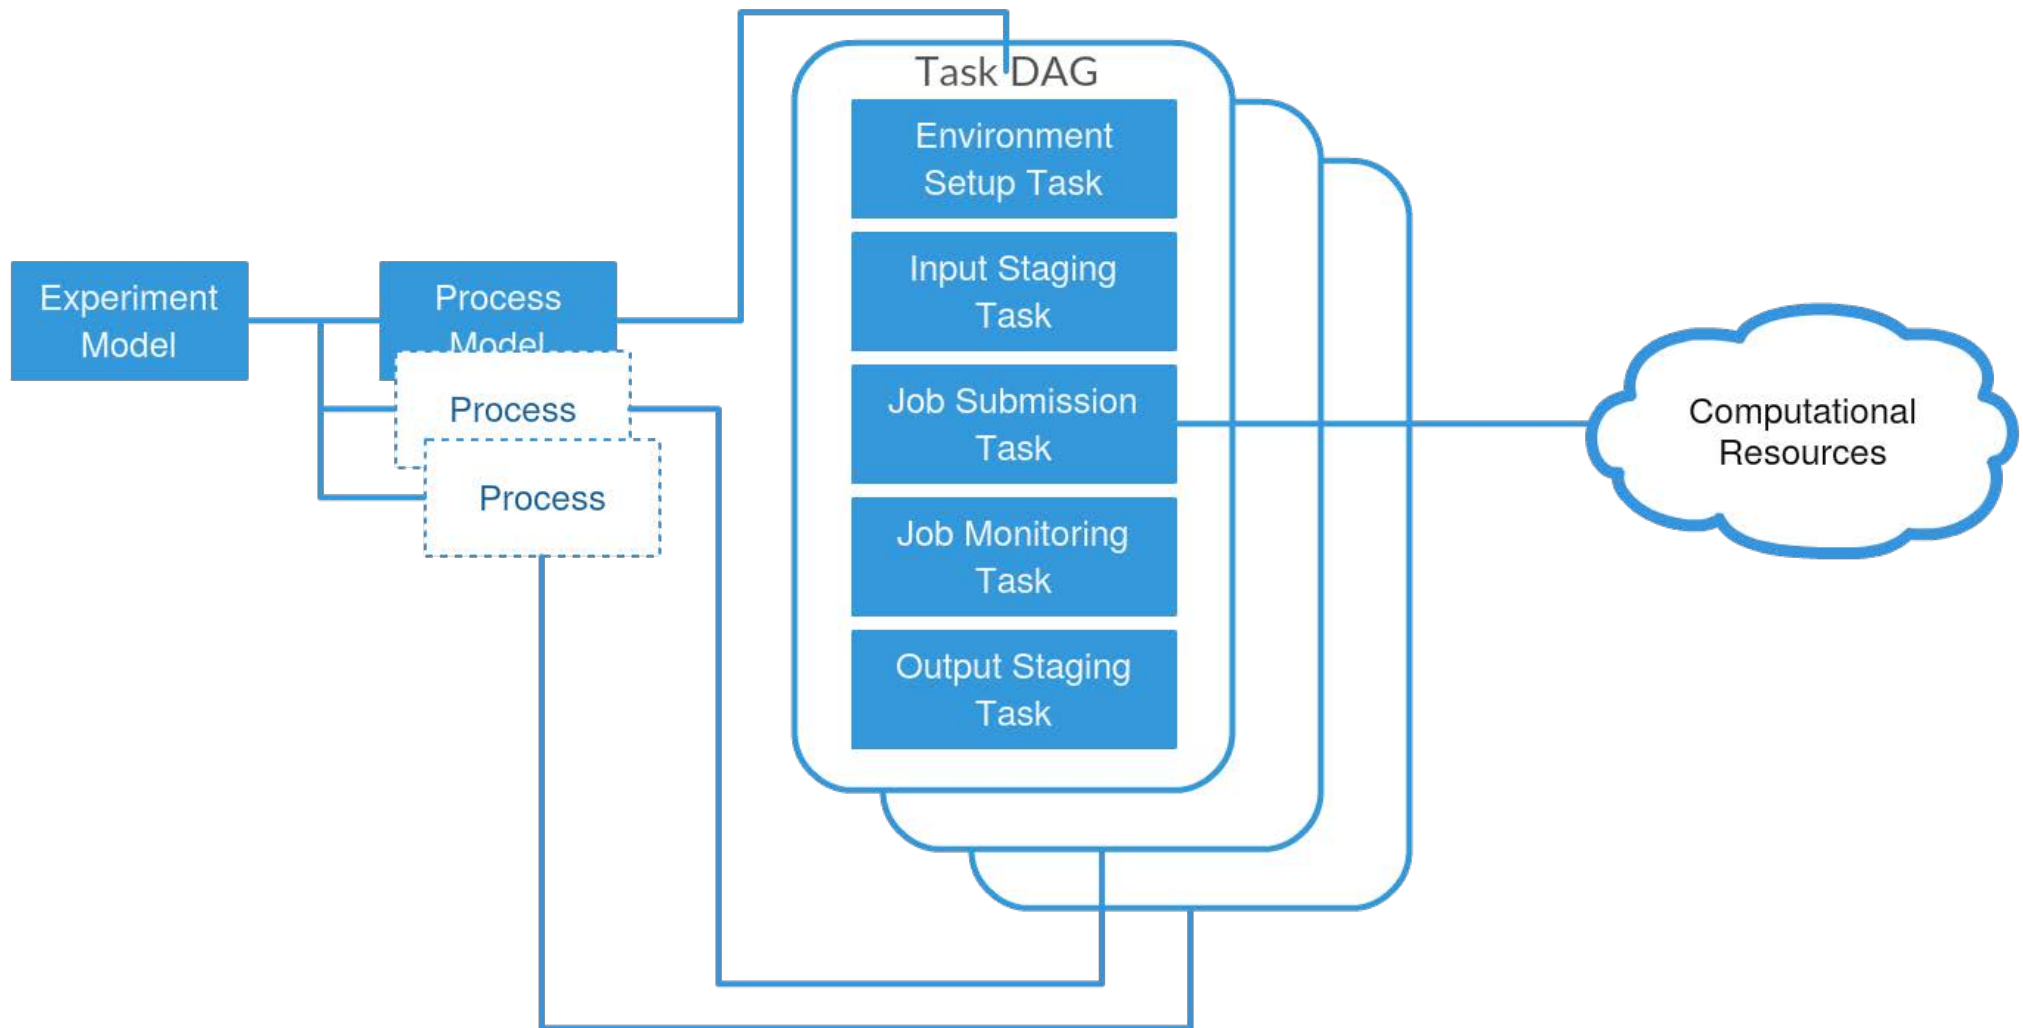 Task DAG
Environment
Setup Task
Input Staging
Task
Job Submission
Task
Job Monitoring
Task
Output Staging
Task
Experiment
Model
Process
Model
Process
Process
Computational
Resources